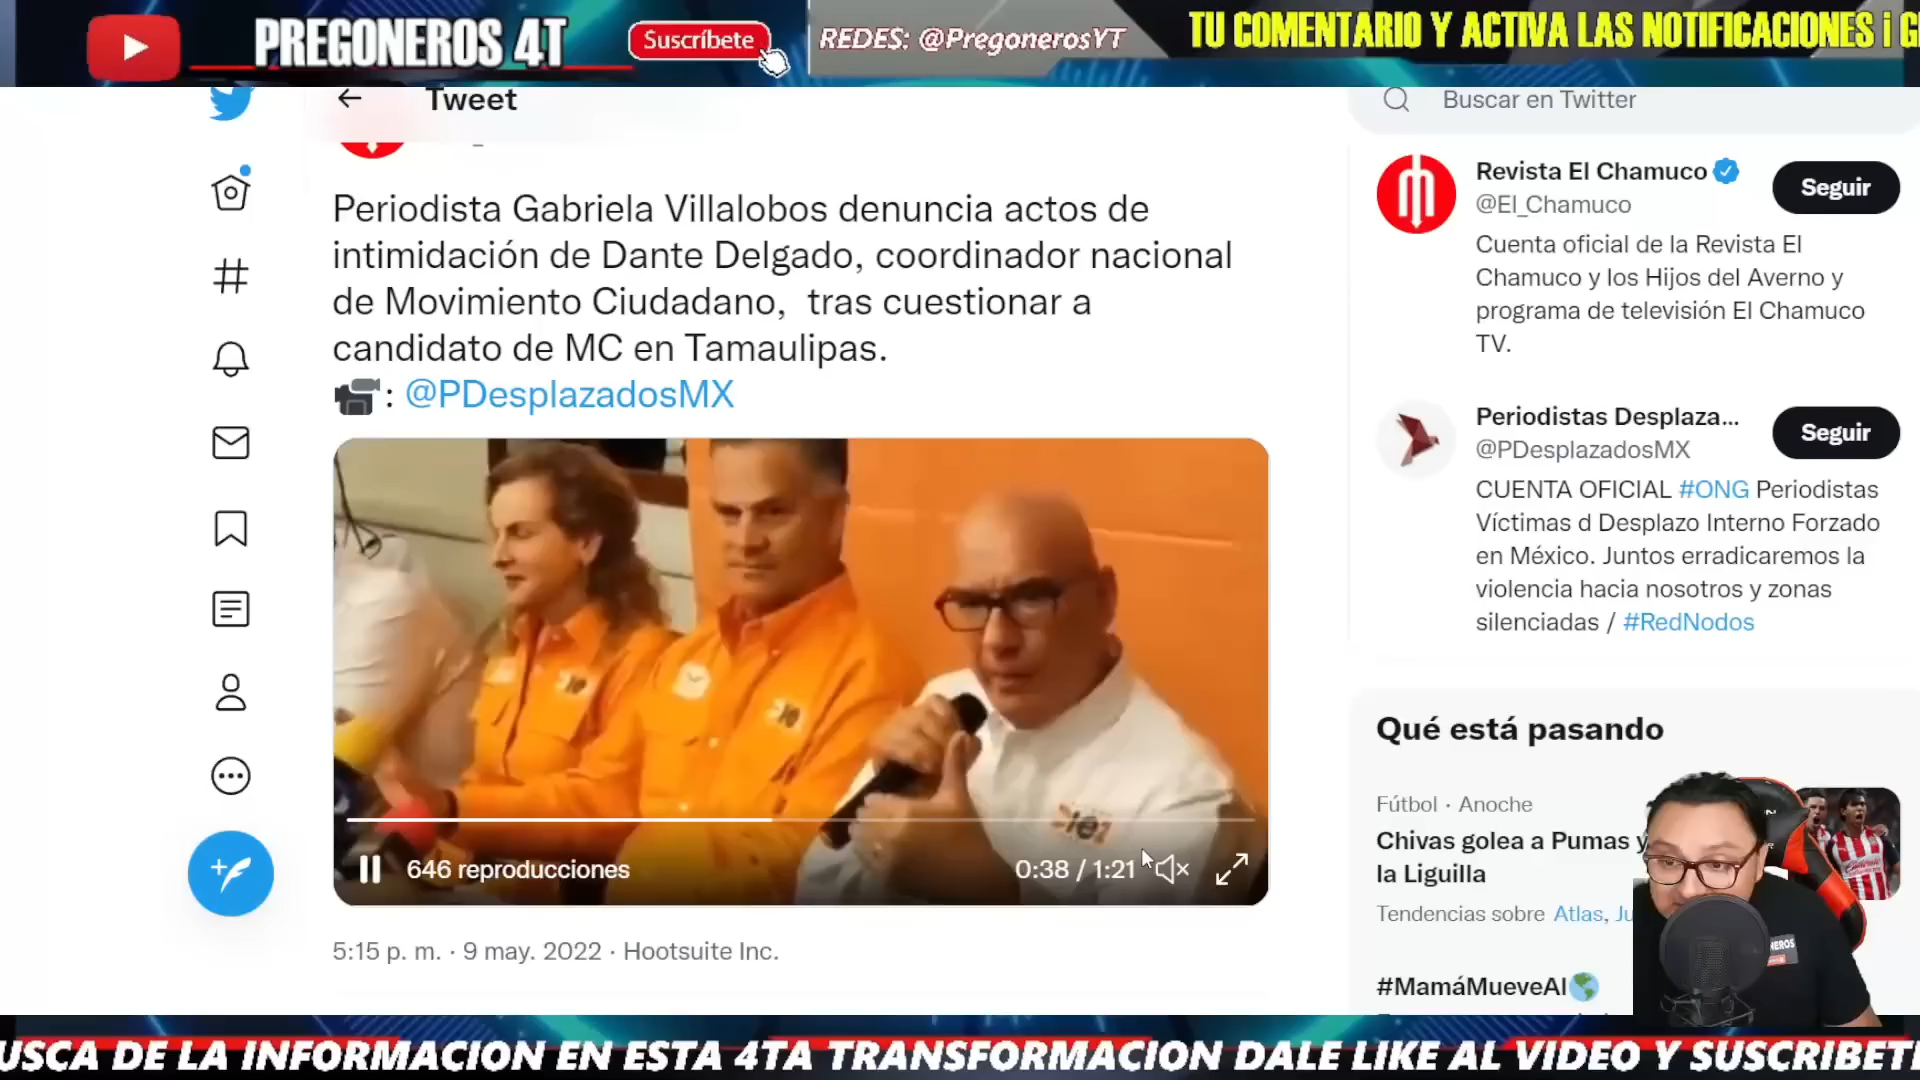 PREGONEROS 4T
Suscríbete
REDES: @PregonerosYT
TU COMENTARIO Y ACTIVA LAS NOTIFICACIONES ¡ G
Tweet
Buscar en Twitter
Periodista Gabriela Villalobos denuncia actos de
intimidación de Dante Delgado, coordinador nacional
de Movimiento Ciudadano, tras cuestionar a
candidato de MC en Tamaulipas.
: @PDesplazadosMX
646 reproducciones
0:38 / 1:21
5:15 p. m. · 9 may. 2022 · Hootsuite Inc.
Revista El Chamuco
Seguir
@El_Chamuco
Cuenta oficial de la Revista El
Chamuco y los Hijos del Averno y
programa de televisión El Chamuco
TV.
Periodistas Desplaza...
Seguir
@PDesplazadosMX
CUENTA OFICIAL #ONG Periodistas
Víctimas d Desplazo Interno Forzado
en México. Juntos erradicaremos la
violencia hacia nosotros y zonas
silenciadas / #RedNodos
Qué está pasando
Fútbol · Anoche
Chivas golea a Pumas y
la Liguilla
Tendencias sobre Atlas, Ju
#MamáMueveAl
NEROS
USCA DE LA INFORMACION EN ESTA 4TA TRANSFORMACION DALE LIKE AL VIDEO Y SUSCRIBETE